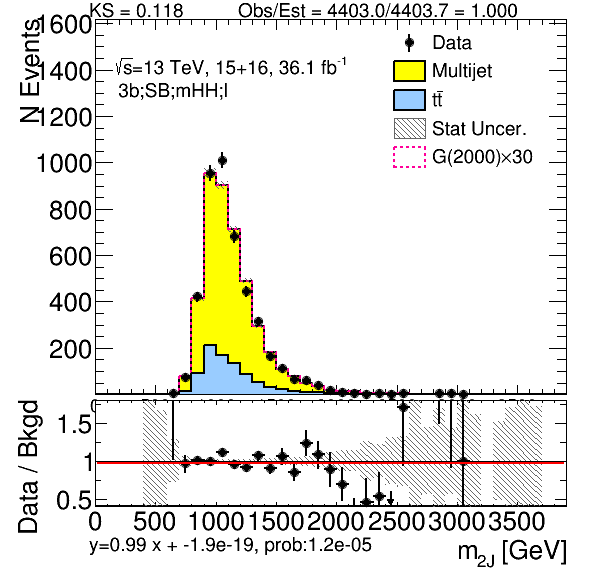 KS = 0.118 Obs/Est = 4403.0/4403.7 = 1.000
N Events
1600
1400
1200
1000
800
600
400
200
√s=13 TeV, 15+16, 36.1 fb⁻¹
3b;SB;mHH;l
Data
Multijet
tt̄
Stat Uncer.
G(2000)×30
Data / Bkgd
1.5
1
0.5
0 500 1000 1500 2000 2500 3000 3500
y=0.99 x + -1.9e-19, prob:1.2e-05
m2J [GeV]